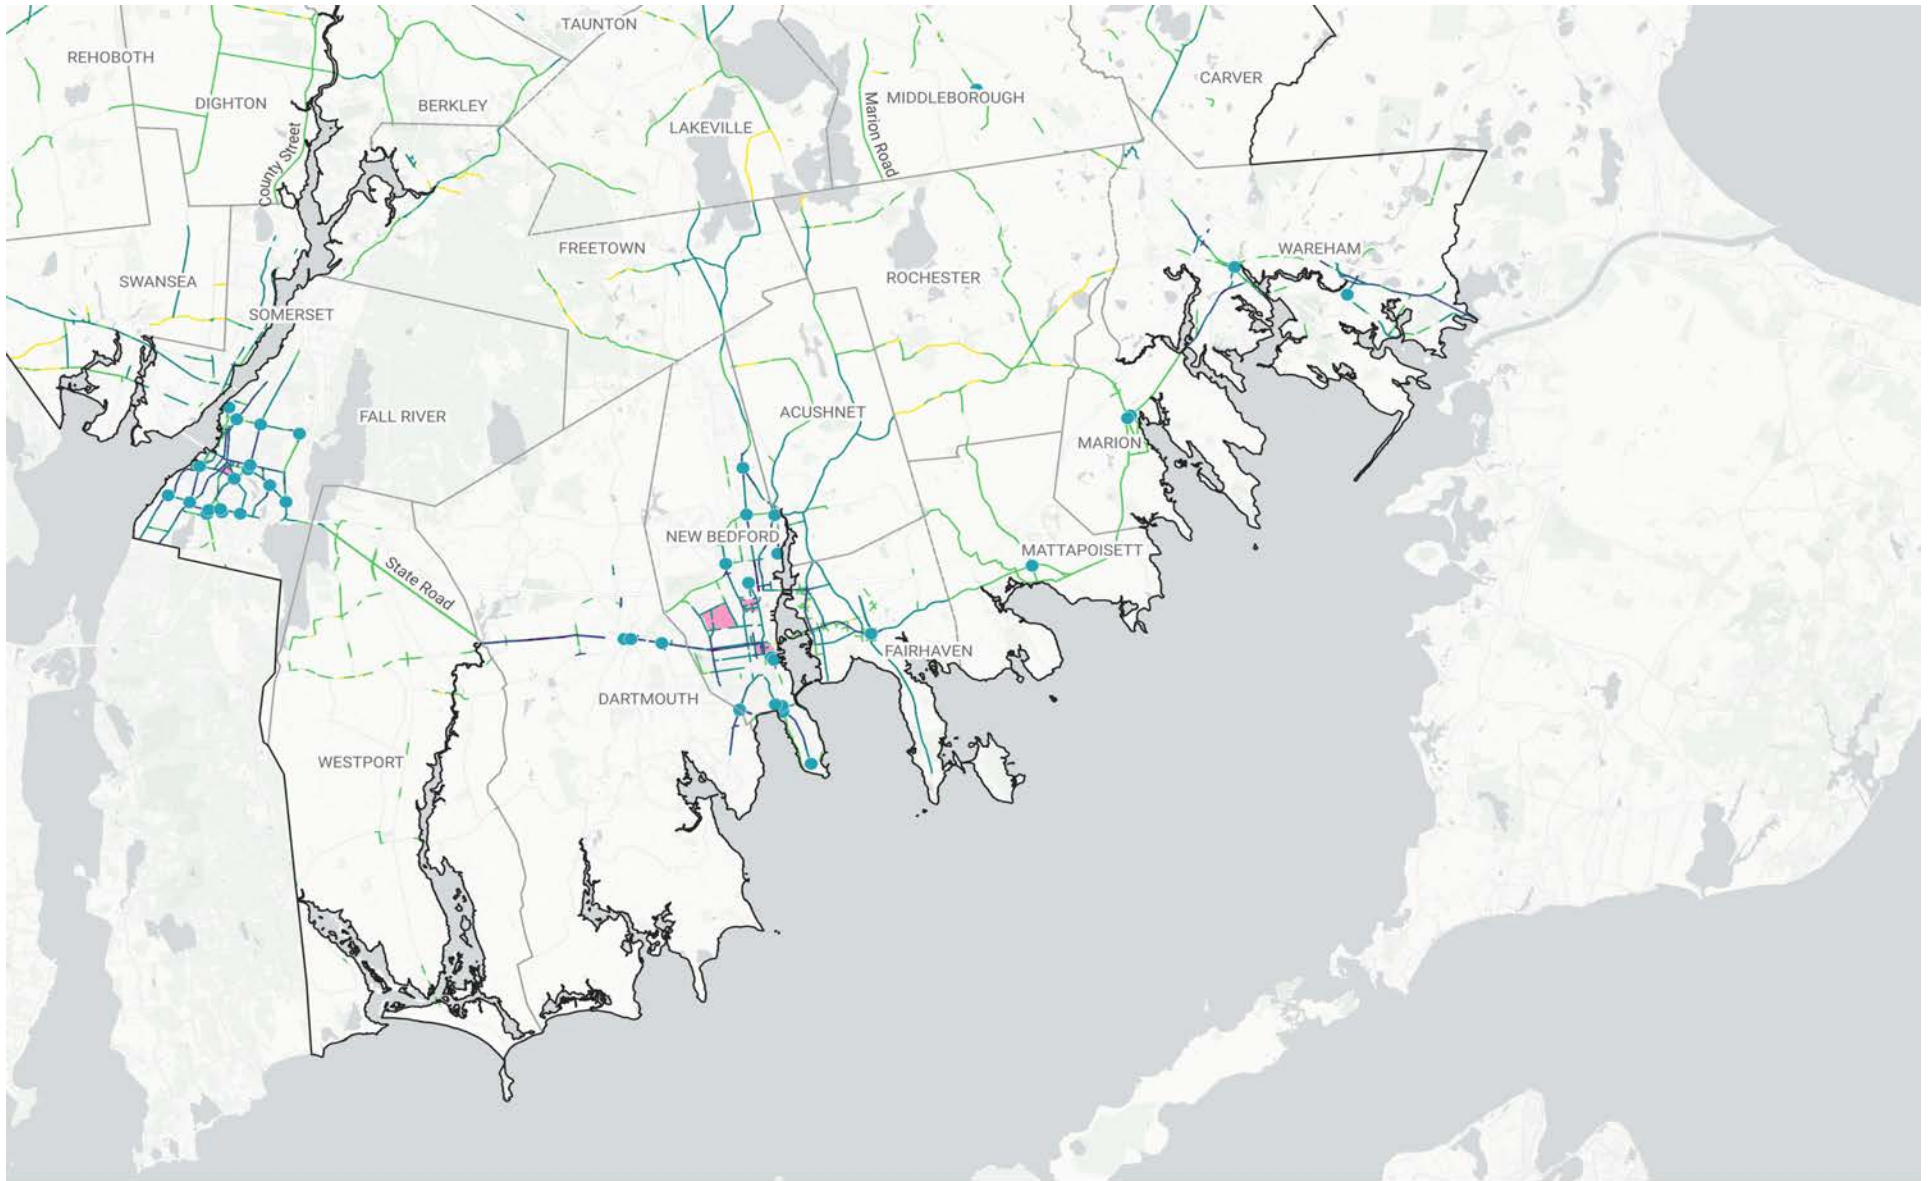 TAUNTON
REHOBOTH
CARVER
DIGHTON
BERKLEY
MIDDLEBOROUGH
LAKEVILLE
Marion Road
County Street
FREETOWN
WAREHAM
SWANSEA
ROCHESTER
SOMERSET
FALL RIVER
ACUSHNET
MARION
NEW BEDFORD
MATTAPOISETT
State Road
FAIRHAVEN
DARTMOUTH
WESTPORT